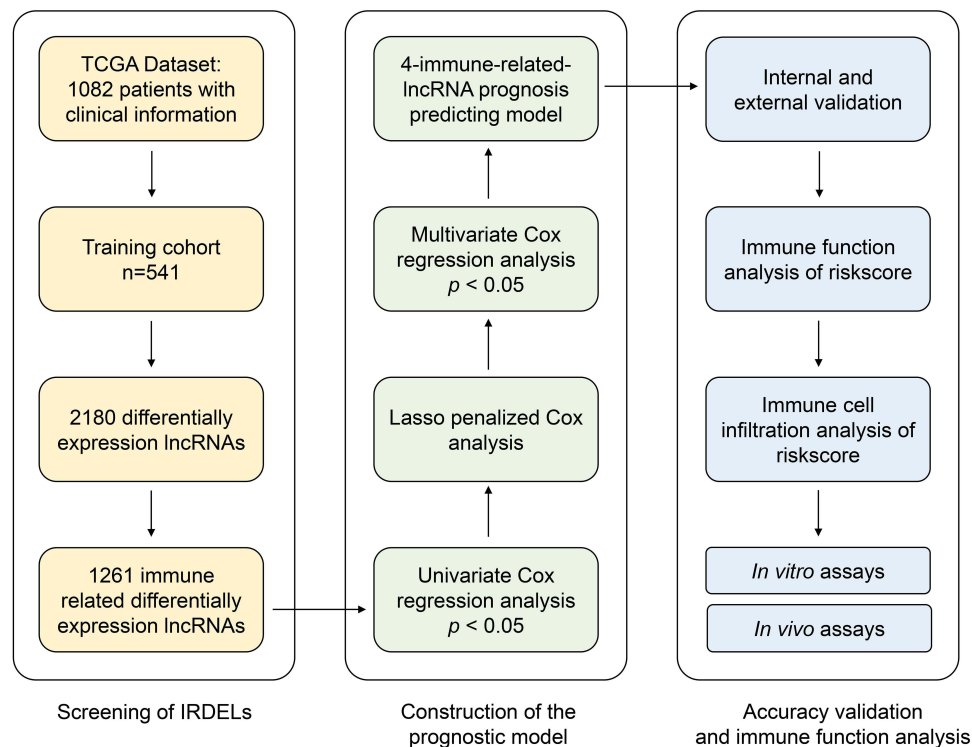 TCGA Dataset:
1082 patients with
clinical information
Training cohort
n=541
2180 differentially
expression lncRNAs
1261 immune
related differentially
expression lncRNAs
Screening of IRDELs
4-immune-related-
lncRNA prognosis
predicting model
Multivariate Cox
regression analysis
p < 0.05
Lasso penalized Cox
analysis
Univariate Cox
regression analysis
p < 0.05
Construction of the
prognostic model
Internal and
external validation
Immune function
analysis of riskscore
Immune cell
infiltration analysis of
riskscore
In vitro assays
In vivo assays
Accuracy validation
and immune function analysis